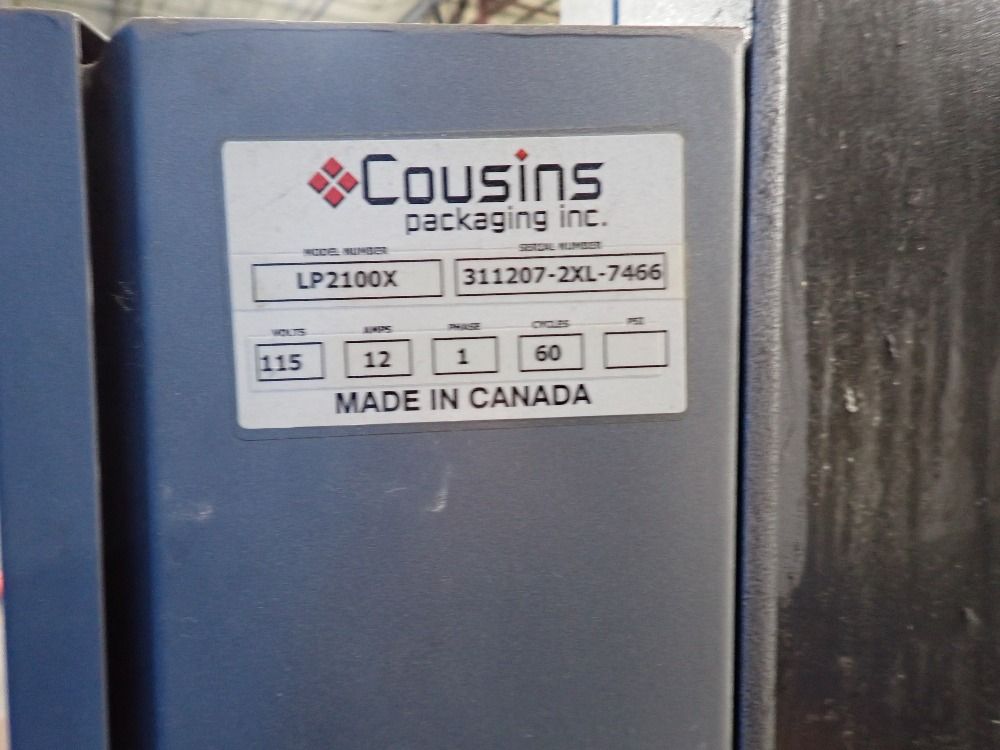 Cousins
packaging inc.
MODEL NUMBER SERIAL NUMBER
LP2100X 311207-2XL-7466
VOLTS AMPS PHASE CYCLES PSI
115 12 1 60
MADE IN CANADA